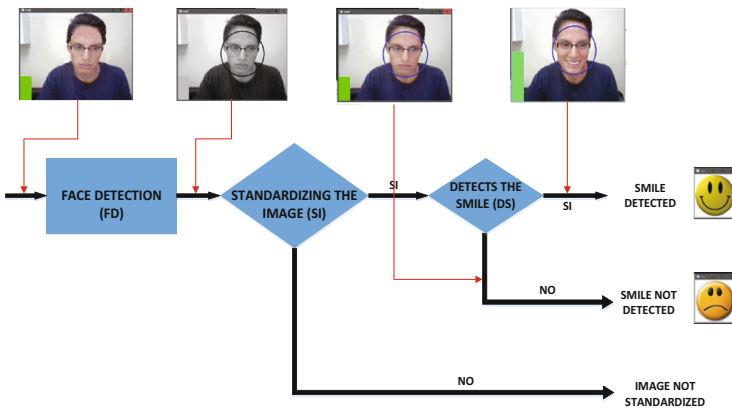 FACE DETECTION
(FD)
STANDARDIZING THE
IMAGE (SI)
SI
DETECTS THE
SMILE (DS)
SI
SMILE
DETECTED
NO
SMILE NOT
DETECTED
NO
IMAGE NOT
STANDARDIZED